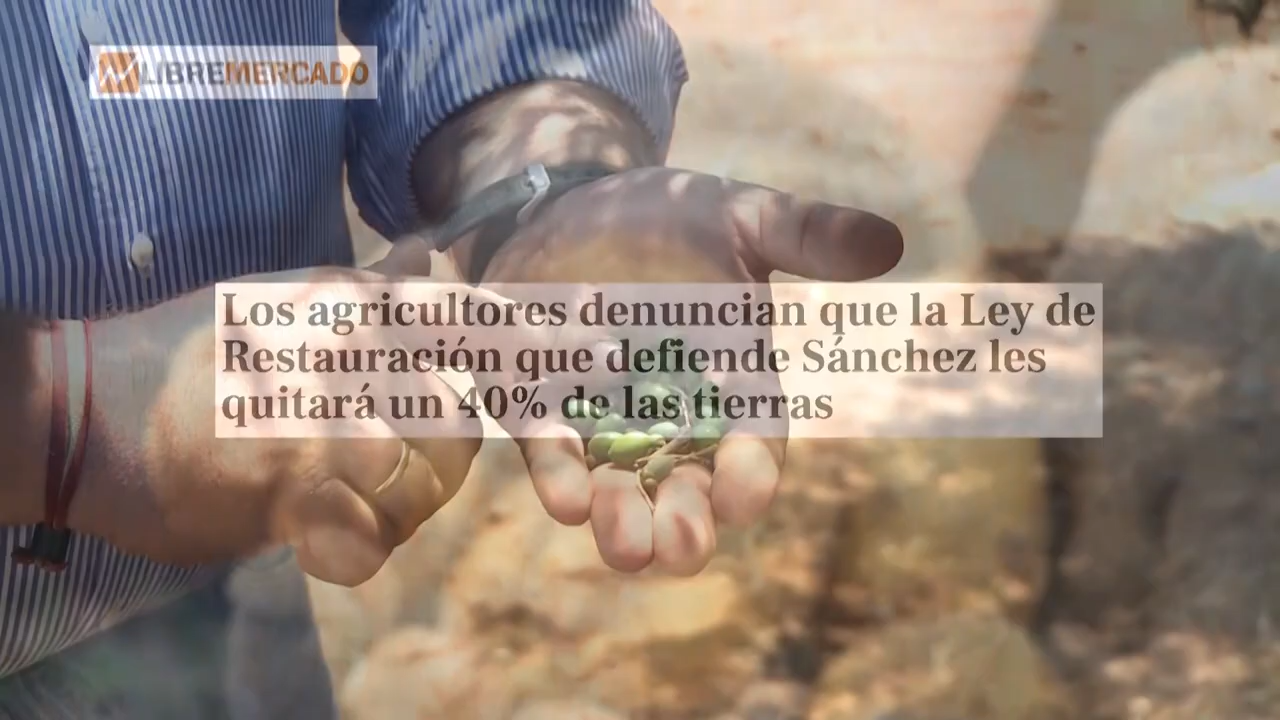 LIBREMERCADO
Los agricultores denuncian que la Ley de
Restauración que defiende Sánchez les
quitará un 40% de las tierras